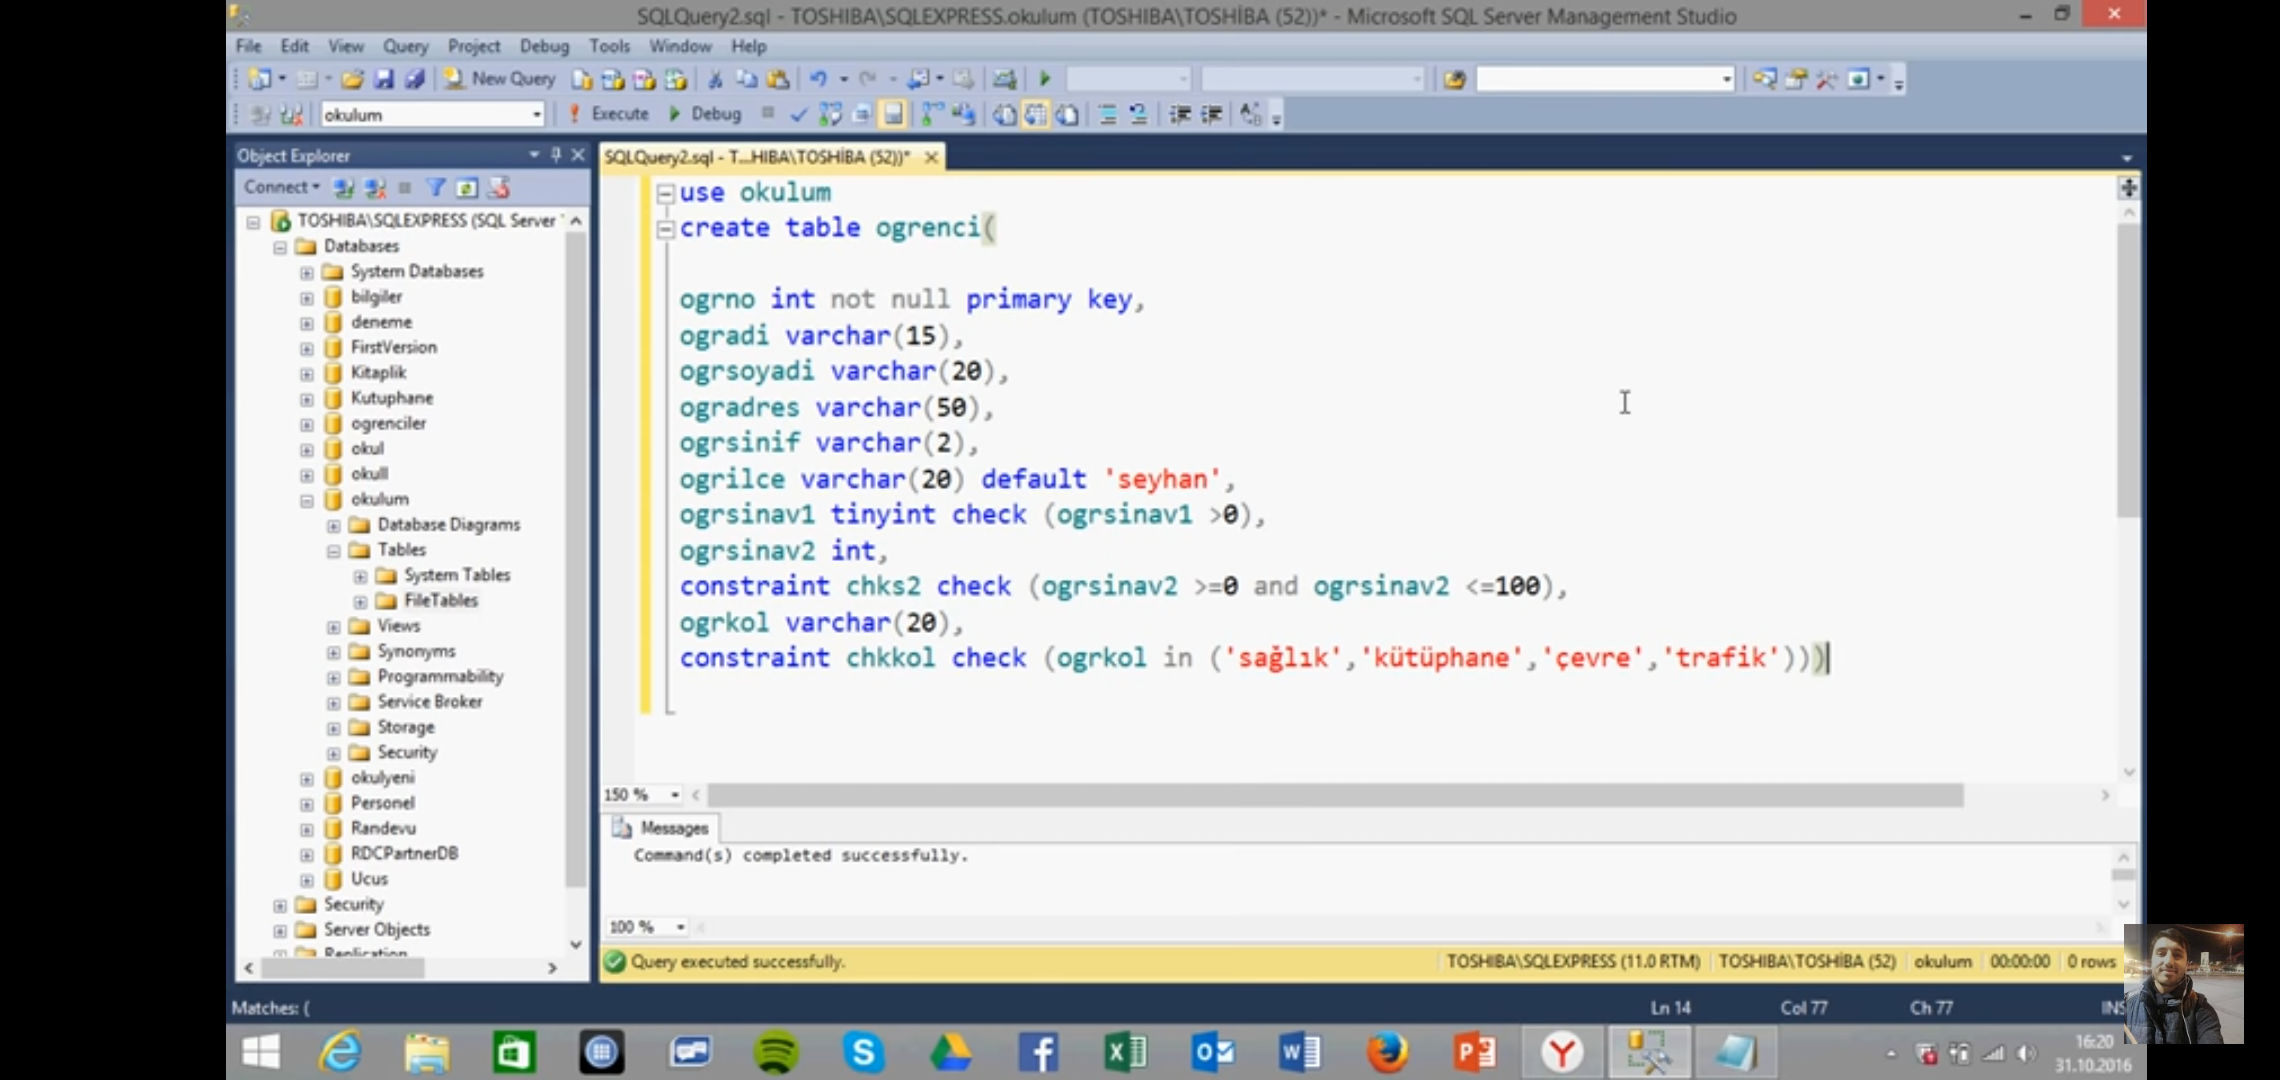 SQLQuery2.sql - TOSHIBA\SQLEXPRESS.okulum (TOSHIBA\TOSHİBA (52))* - Microsoft SQL Server Management Studio
File Edit View Query Project Debug Tools Window Help
New Query
okulum Execute Debug
Object Explorer
SQLQuery2.sql - T...HIBA\TOSHİBA (52))*
Connect
TOSHIBA\SQLEXPRESS (SQL Server
Databases
System Databases
bilgiler
deneme
FirstVersion
Kitaplik
Kutuphane
ogrenciler
okul
okull
okulum
Database Diagrams
Tables
System Tables
FileTables
Views
Synonyms
Programmability
Service Broker
Storage
Security
okulyeni
Personel
Randevu
RDCPartnerDB
Ucus
Security
Server Objects
Replication
use okulum
create table ogrenci(
ogrno int not null primary key,
ogradi varchar(15),
ogrsoyadi varchar(20),
ogradres varchar(50),
ogrsinif varchar(2),
ogrilce varchar(20) default 'seyhan',
ogrsinav1 tinyint check (ogrsinav1 >0),
ogrsinav2 int,
constraint chks2 check (ogrsinav2 >=0 and ogrsinav2 <=100),
ogrkol varchar(20),
constraint chkkol check (ogrkol in ('sağlık','kütüphane','çevre','trafik')))
150 %
Messages
Command(s) completed successfully.
100 %
Query executed successfully. TOSHIBA\SQLEXPRESS (11.0 RTM) TOSHIBA\TOSHİBA (52) okulum 00:00:00 0 rows
Matches: ( Ln 14 Col 77 Ch 77 INS
16:20
31.10.2016